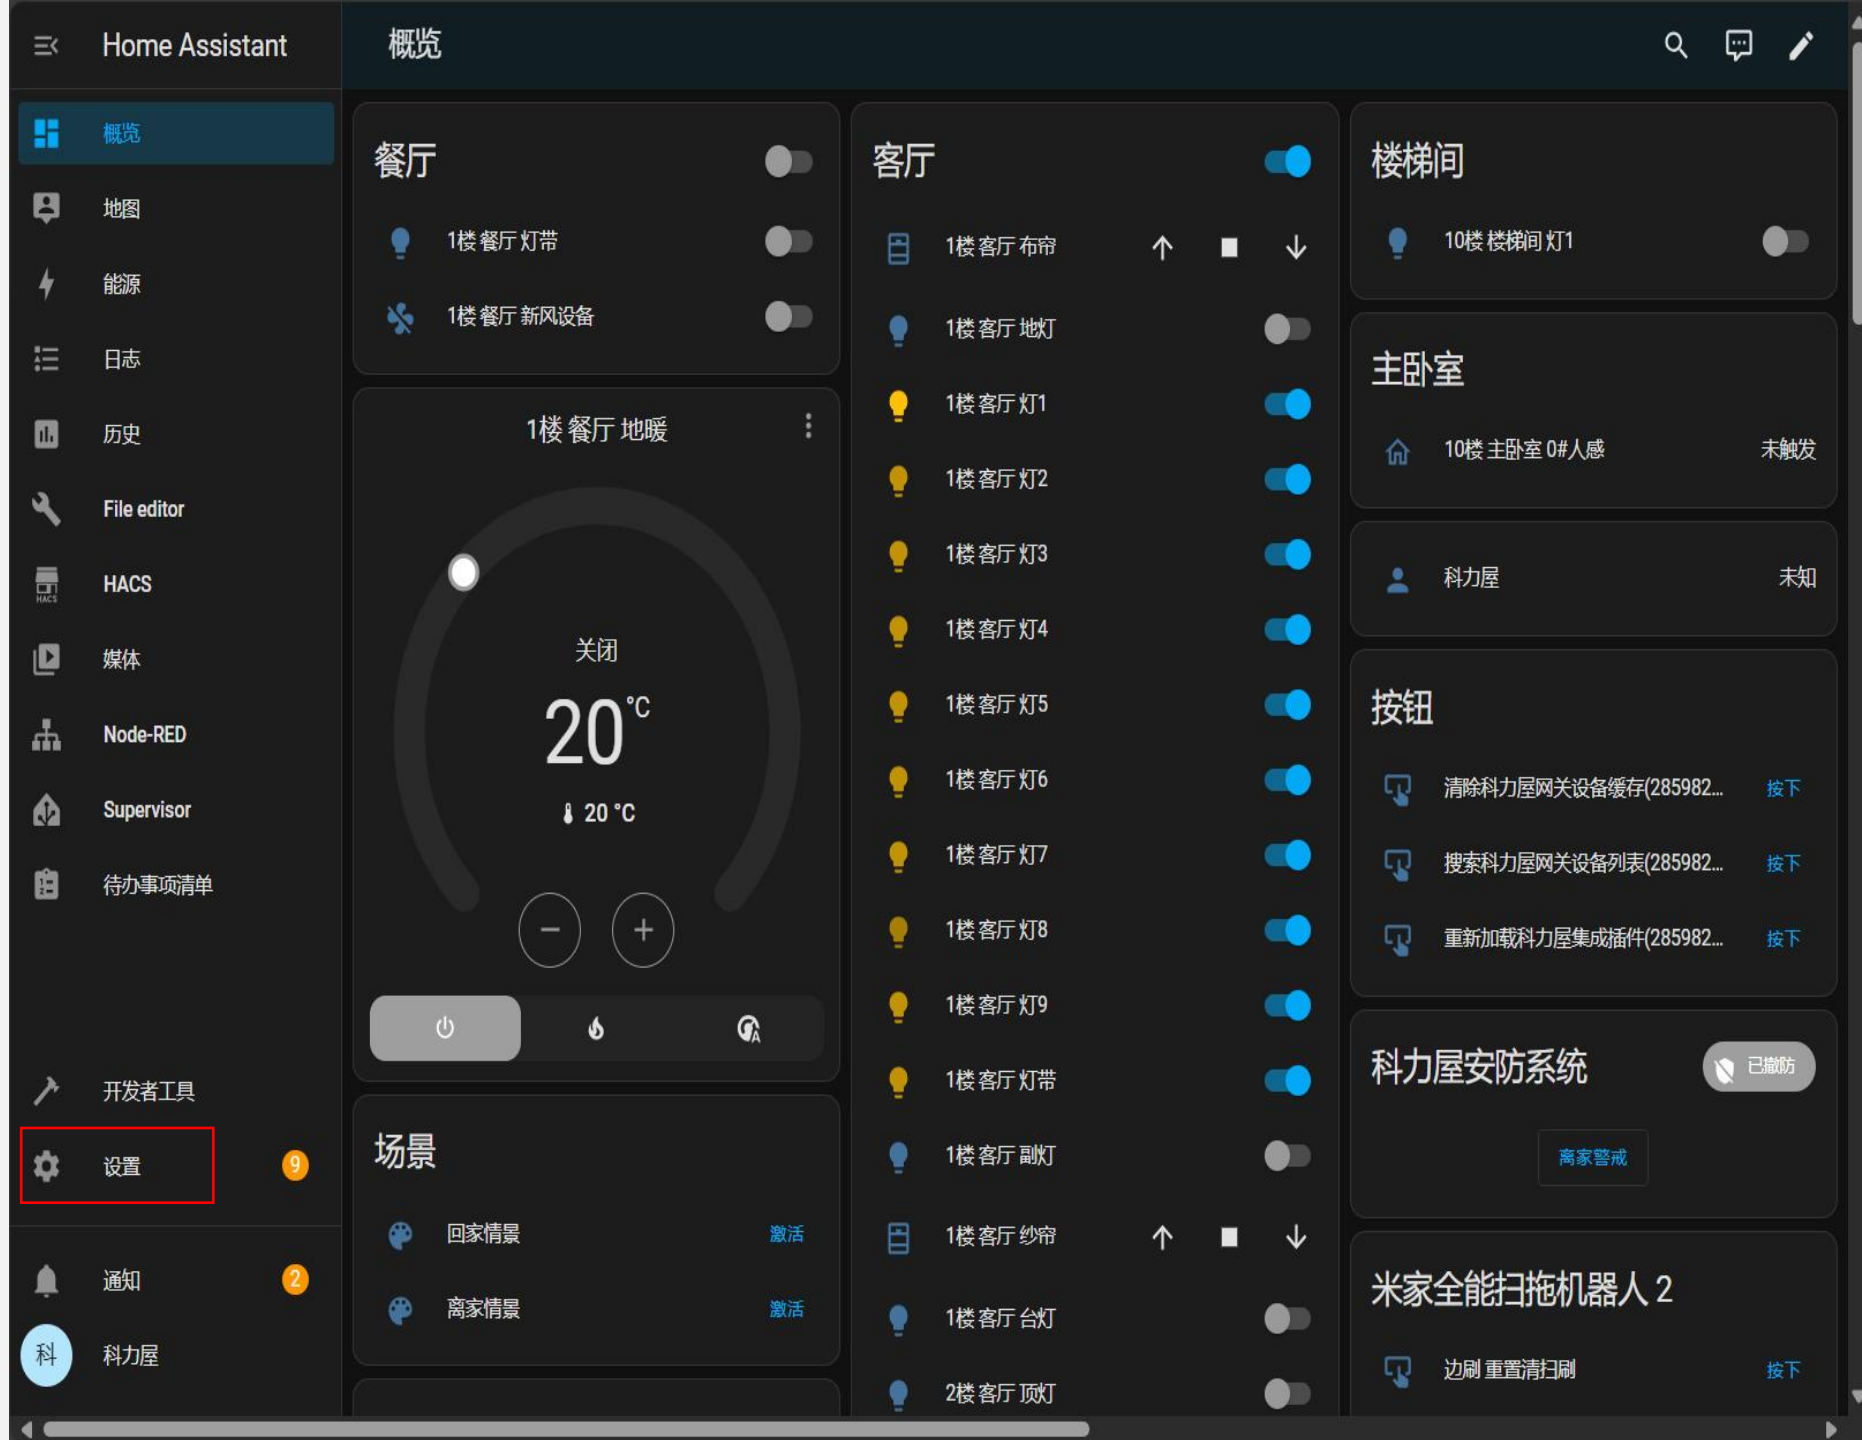 Home Assistant
概览
地图
能源
日志
历史
File editor
HACS
HACS
媒体
Node-RED
Supervisor
待办事项清单
开发者工具
设置
9
通知
2
科
科力屋
概览
餐厅
1楼 餐厅 灯带
1楼 餐厅 新风设备
1楼 餐厅 地暖
关闭
20 °C
20 °C
A
场景
回家情景 激活
离家情景 激活
客厅
1楼 客厅 布帘
1楼 客厅 地灯
1楼 客厅 灯1
1楼 客厅 灯2
1楼 客厅 灯3
1楼 客厅 灯4
1楼 客厅 灯5
1楼 客厅 灯6
1楼 客厅 灯7
1楼 客厅 灯8
1楼 客厅 灯9
1楼 客厅 灯带
1楼 客厅 副灯
1楼 客厅 纱帘
1楼 客厅 台灯
2楼 客厅 顶灯
楼梯间
10楼 楼梯间 灯1
主卧室
10楼 主卧室 0#人感 未触发
科力屋 未知
按钮
清除科力屋网关设备缓存(285982... 按下
搜索科力屋网关设备列表(285982... 按下
重新加载科力屋集成插件(285982... 按下
科力屋安防系统 已撤防
离家警戒
米家全能扫拖机器人 2
边刷 重置清扫刷 按下